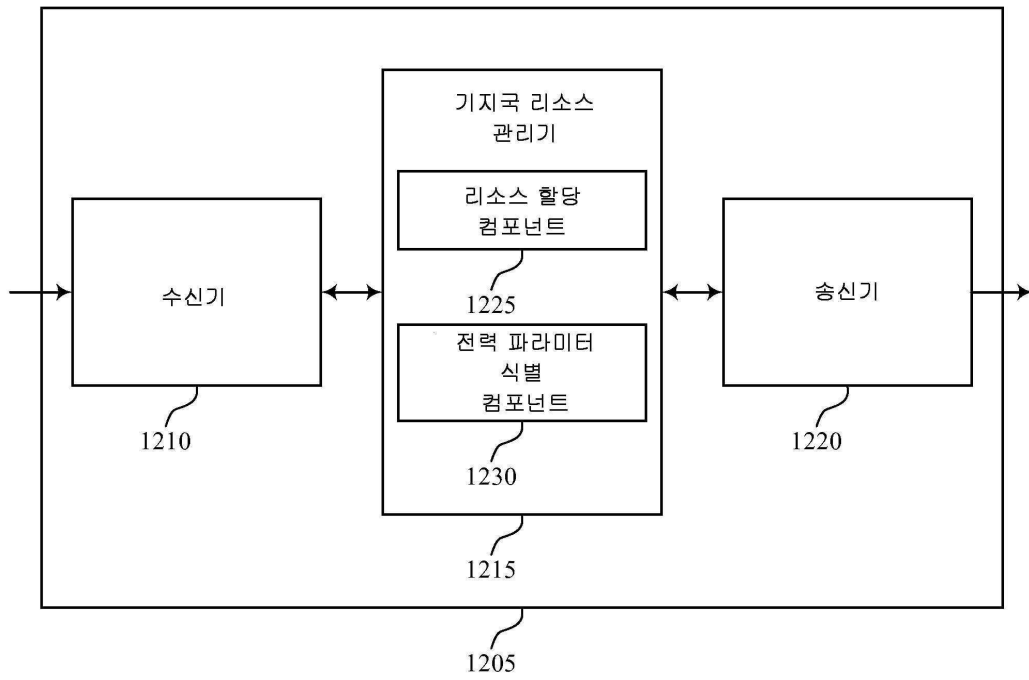 기지국 리소스
관리기
리소스 할당
컴포넌트
1225
수신기
송신기
전력 파라미터
식별
컴포넌트
1210
1230
1220
1215
1205